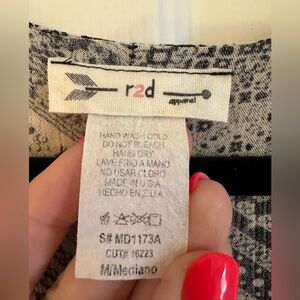 r2d
apparel
HAND WASH COLD
DO NOT BLEACH
HANG DRY
LAVE FRIO A MANO
NO USAR CLORO
MADE IN U.S.A
HECHO EN E.E.U.A
S# MD1173A
CUT# 16223
M/Mediano